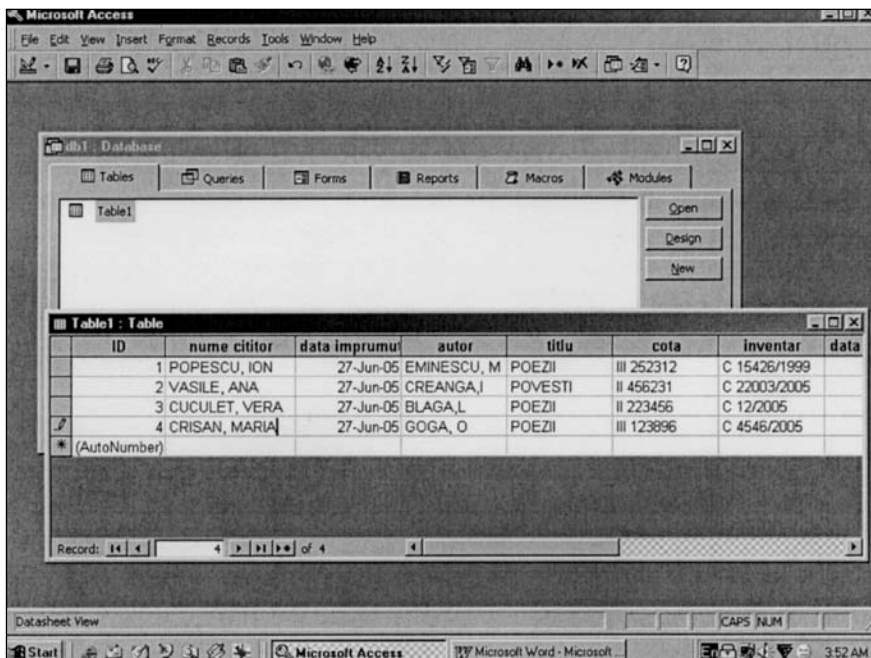 Microsoft Access
File Edit View Insert Format Records Tools Window Help
db1 : Database
Tables Queries Forms Reports Macros Modules
Table1
Open
Design
New
Table1 : Table
ID nume cititor data imprumut autor titlu cota inventar data
1 POPESCU, ION 27-Jun-05 EMINESCU, M POEZII III 252312 C 15426/1999
2 VASILE, ANA 27-Jun-05 CREANGA,I POVESTI II 456231 C 22003/2005
3 CUCULET, VERA 27-Jun-05 BLAGA,L POEZII II 223456 C 12/2005
4 CRISAN, MARIA 27-Jun-05 GOGA, O POEZII III 123896 C 4546/2005
(AutoNumber)
Record: 4 of 4
Datasheet View CAPS NUM
Start Microsoft Access Microsoft Word - Microsoft ... 3:52 AM